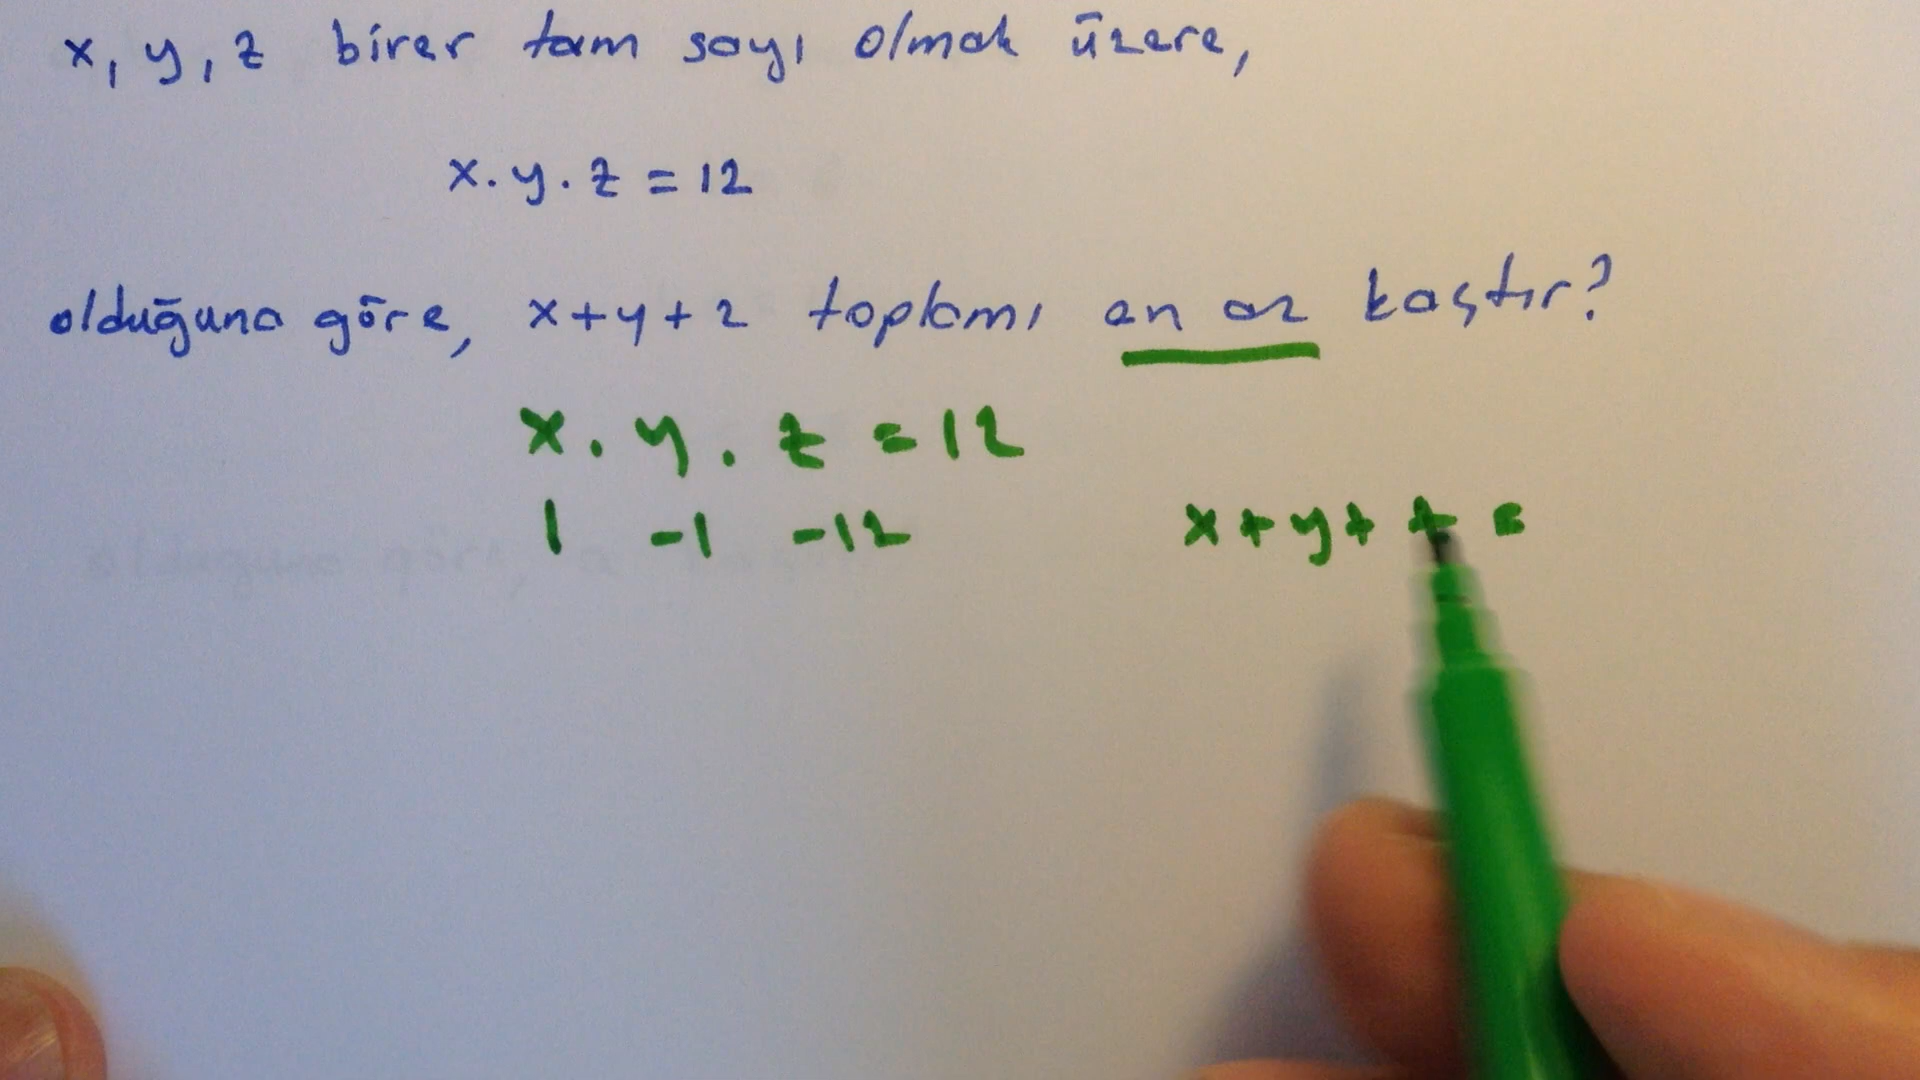 x, y, z birer tam sayı olmak üzere,
x.y.z = 12
olduğuna göre, x+y+z toplamı en az kaçtır?
x . y . z = 12
1 -1 -12
x+y+z =